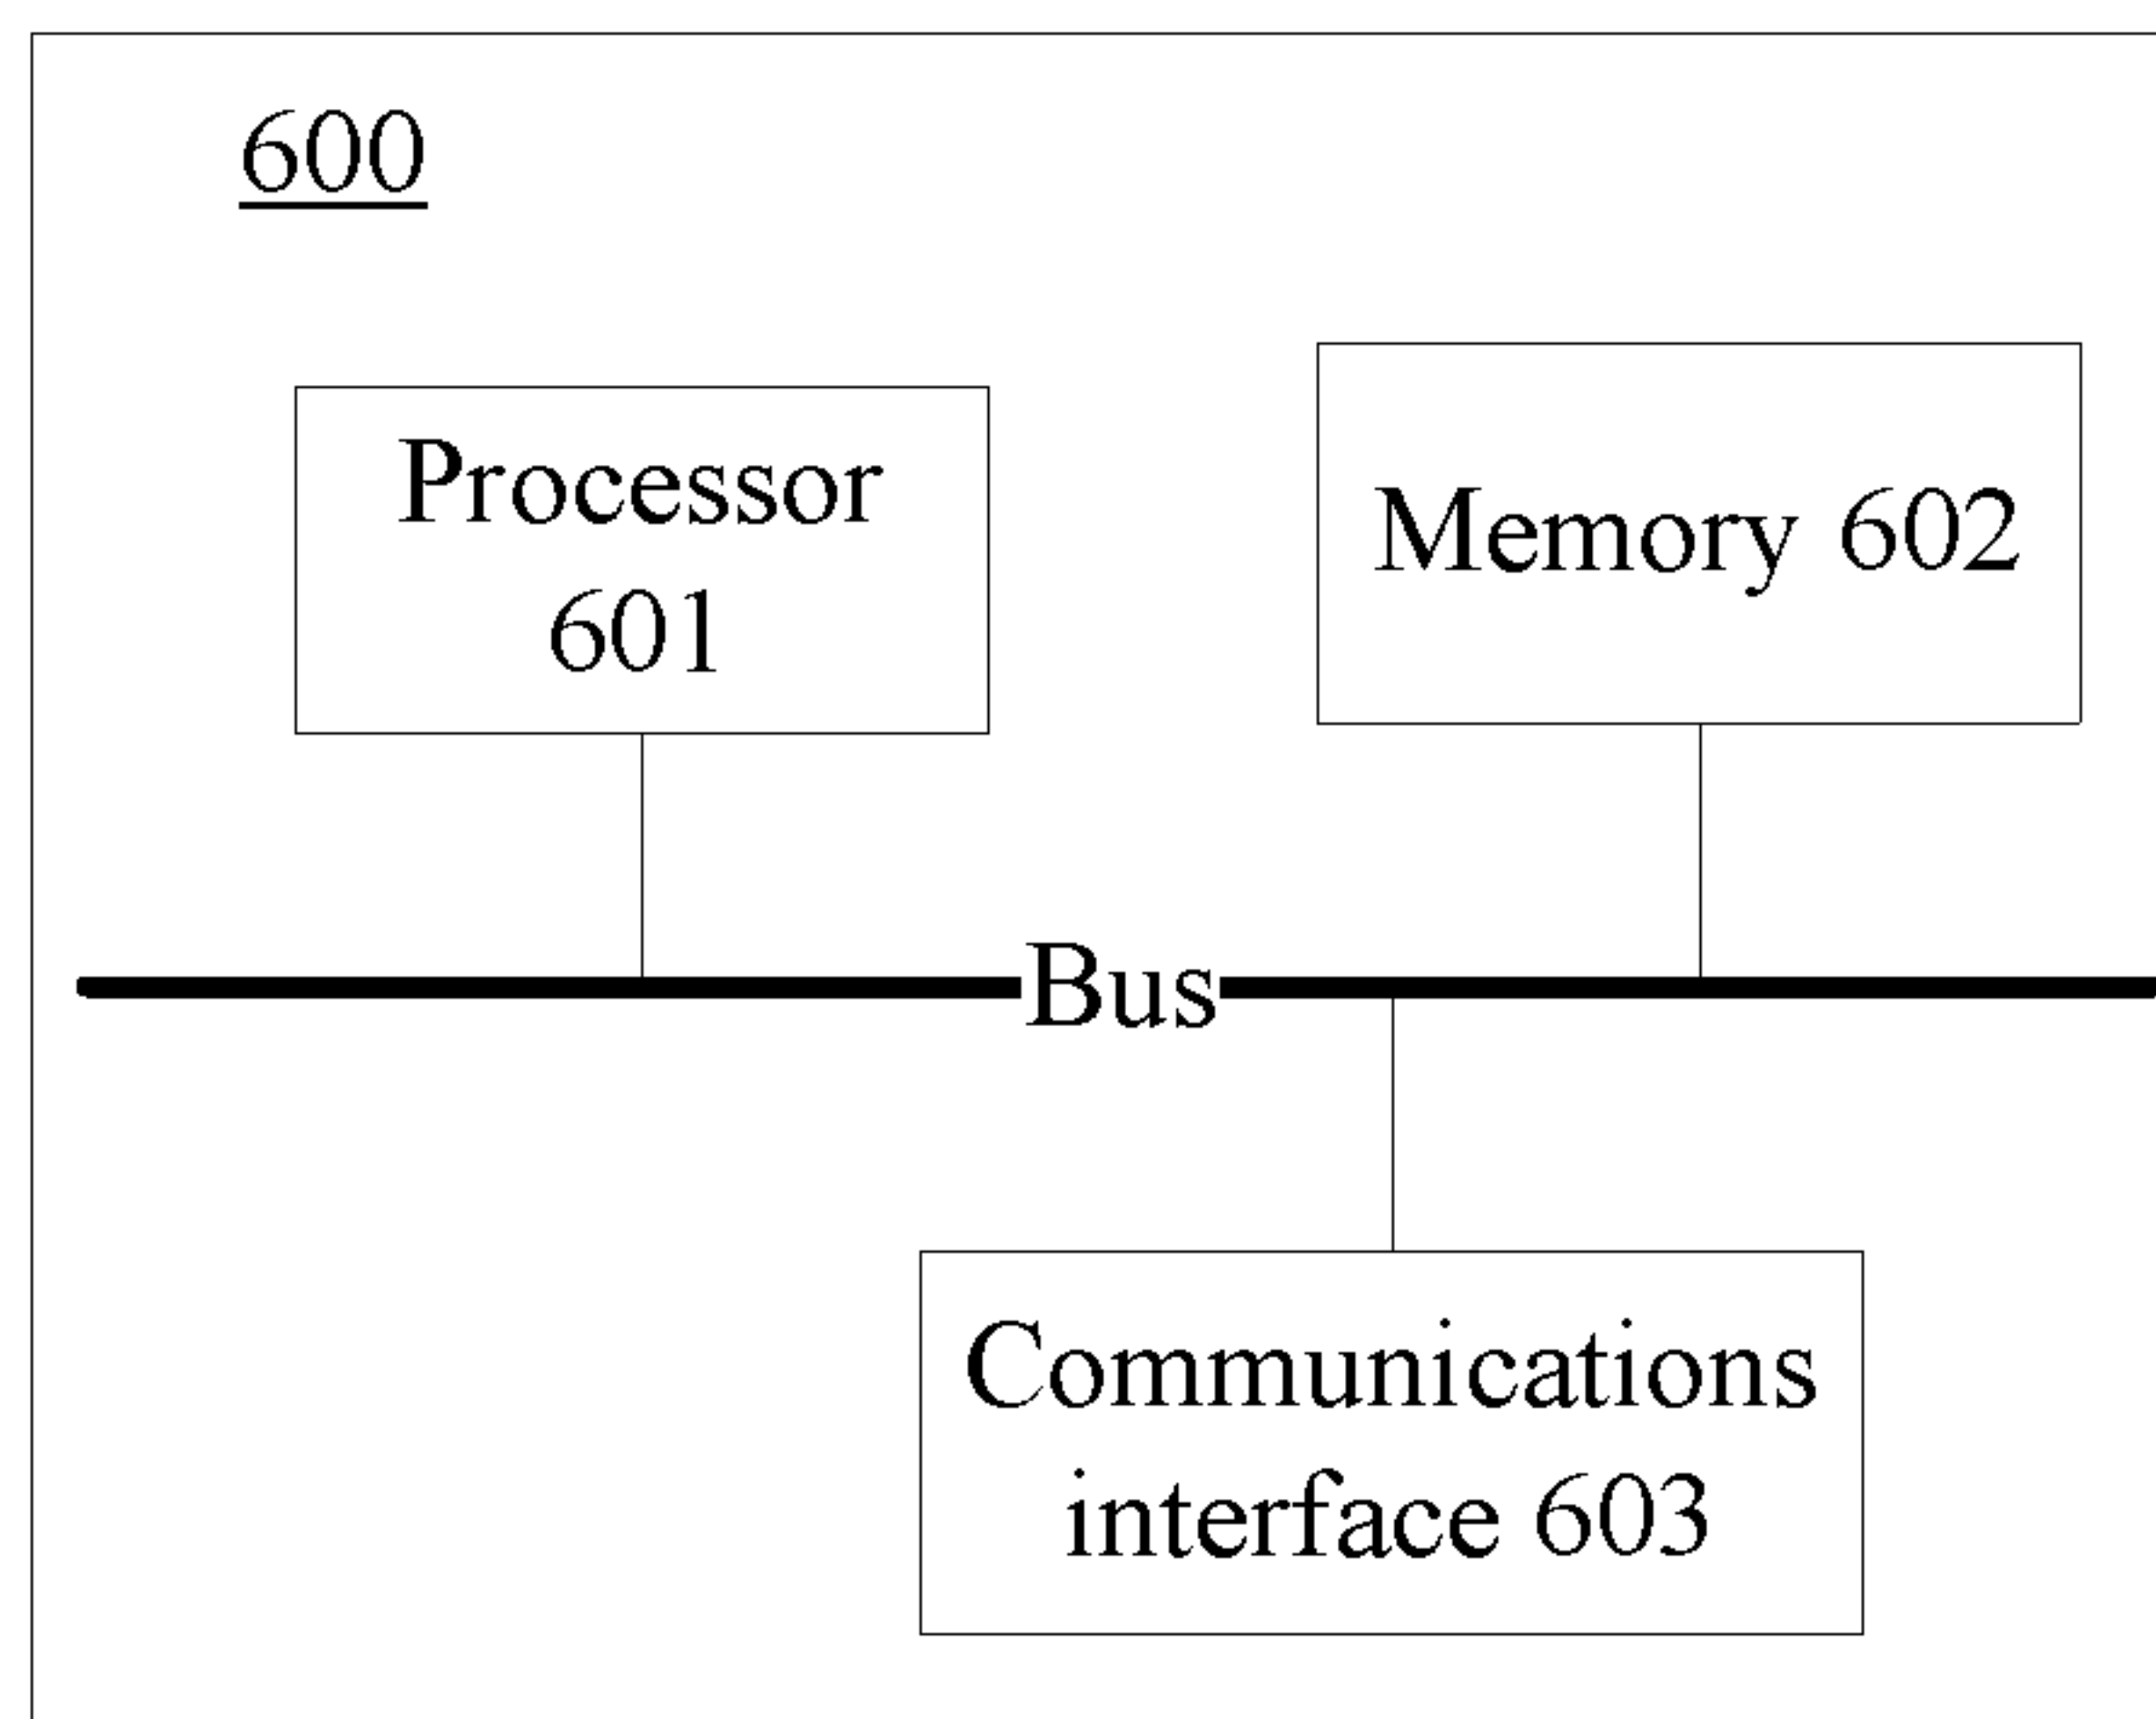 600
Processor
601
Memory 602
Bus
Communications
interface 603